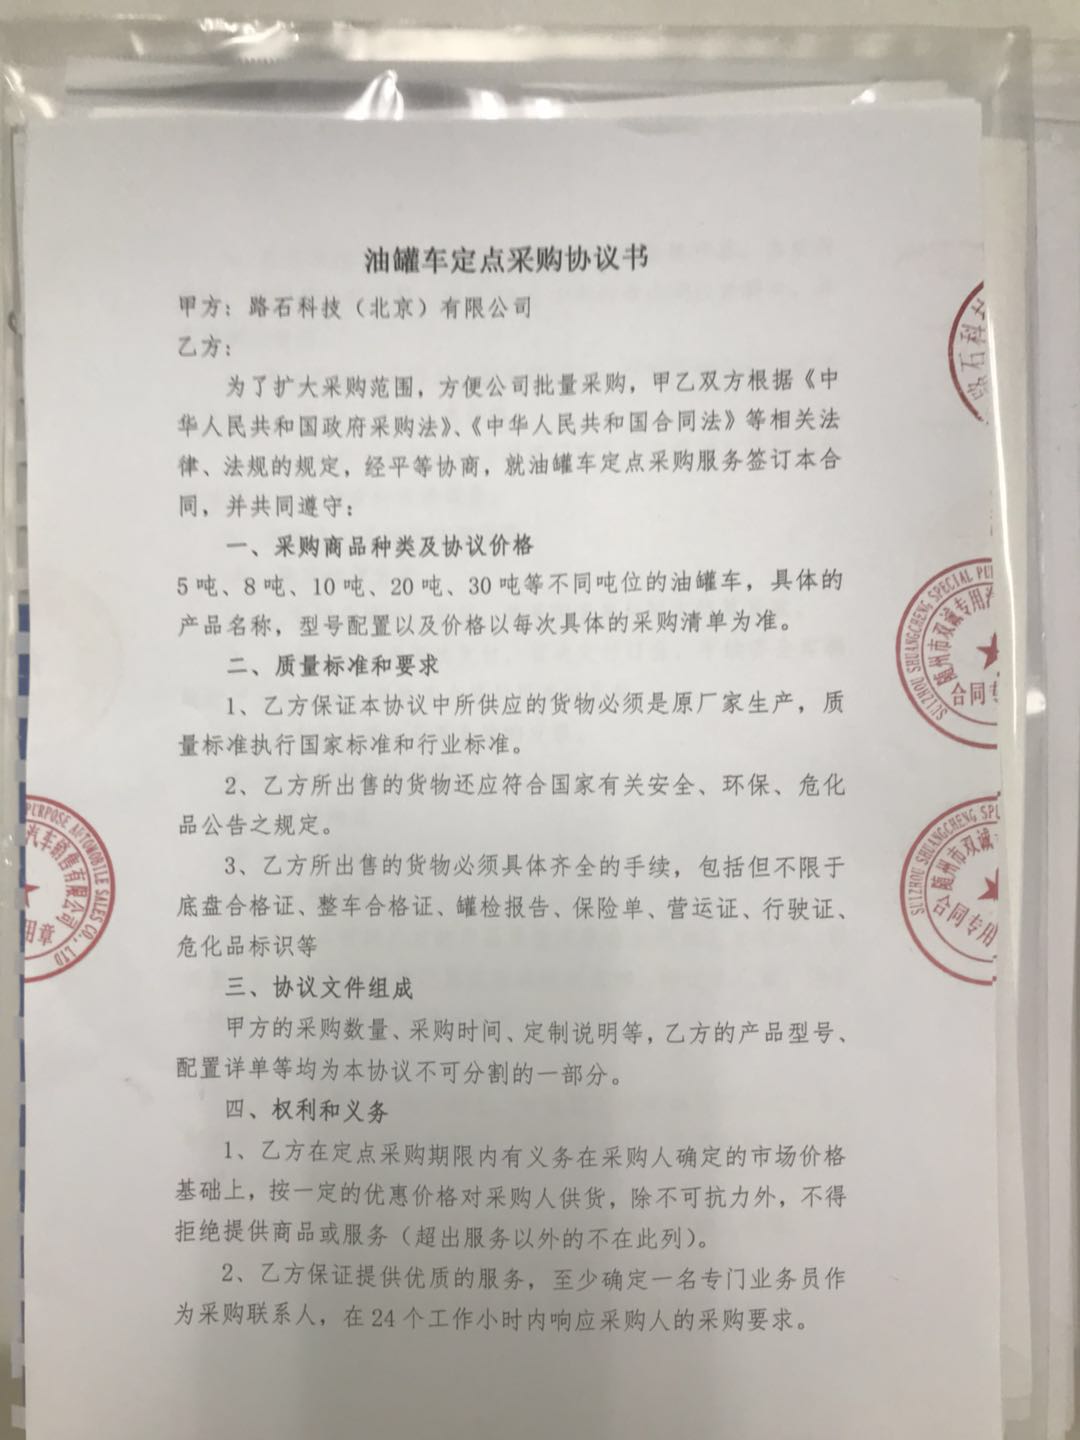 油罐车定点采购协议书
甲方：路石科技（北京）有限公司
乙方：
为了扩大采购范围，方便公司批量采购，甲乙双方根据《中
华人民共和国政府采购法》、《中华人民共和国合同法》等相关法
律、法规的规定，经平等协商，就油罐车定点采购服务签订本合
同，并共同遵守：
一、采购商品种类及协议价格
5吨、8吨、10吨、20吨、30吨等不同吨位的油罐车，具体的
产品名称，型号配置以及价格以每次具体的采购清单为准。
二、质量标准和要求
1、乙方保证本协议中所供应的货物必须是原厂家生产，质
量标准执行国家标准和行业标准。
2、乙方所出售的货物还应符合国家有关安全、环保、危化
品公告之规定。
3、乙方所出售的货物必须具体齐全的手续，包括但不限于
底盘合格证、整车合格证、罐检报告、保险单、营运证、行驶证、
危化品标识等
三、协议文件组成
甲方的采购数量、采购时间、定制说明等，乙方的产品型号、
配置详单等均为本协议不可分割的一部分。
四、权利和义务
1、乙方在定点采购期限内有义务在采购人确定的市场价格
基础上，按一定的优惠价格对采购人供货，除不可抗力外，不得
拒绝提供商品或服务（超出服务以外的不在此列）。
2、乙方保证提供优质的服务，至少确定一名专门业务员作
为采购联系人，在24个工作小时内响应采购人的采购要求。
路石科
SUIZHOU SHUANGCHENG SPECIAL PU
随州市双诚专用汽
合同专
SUIZHOU SHUANGCHENG SPU
随州市双诚
合同专用
PURPOSE AUTOMOBILE SALES CO., LTD
汽车销售有限公司
用章